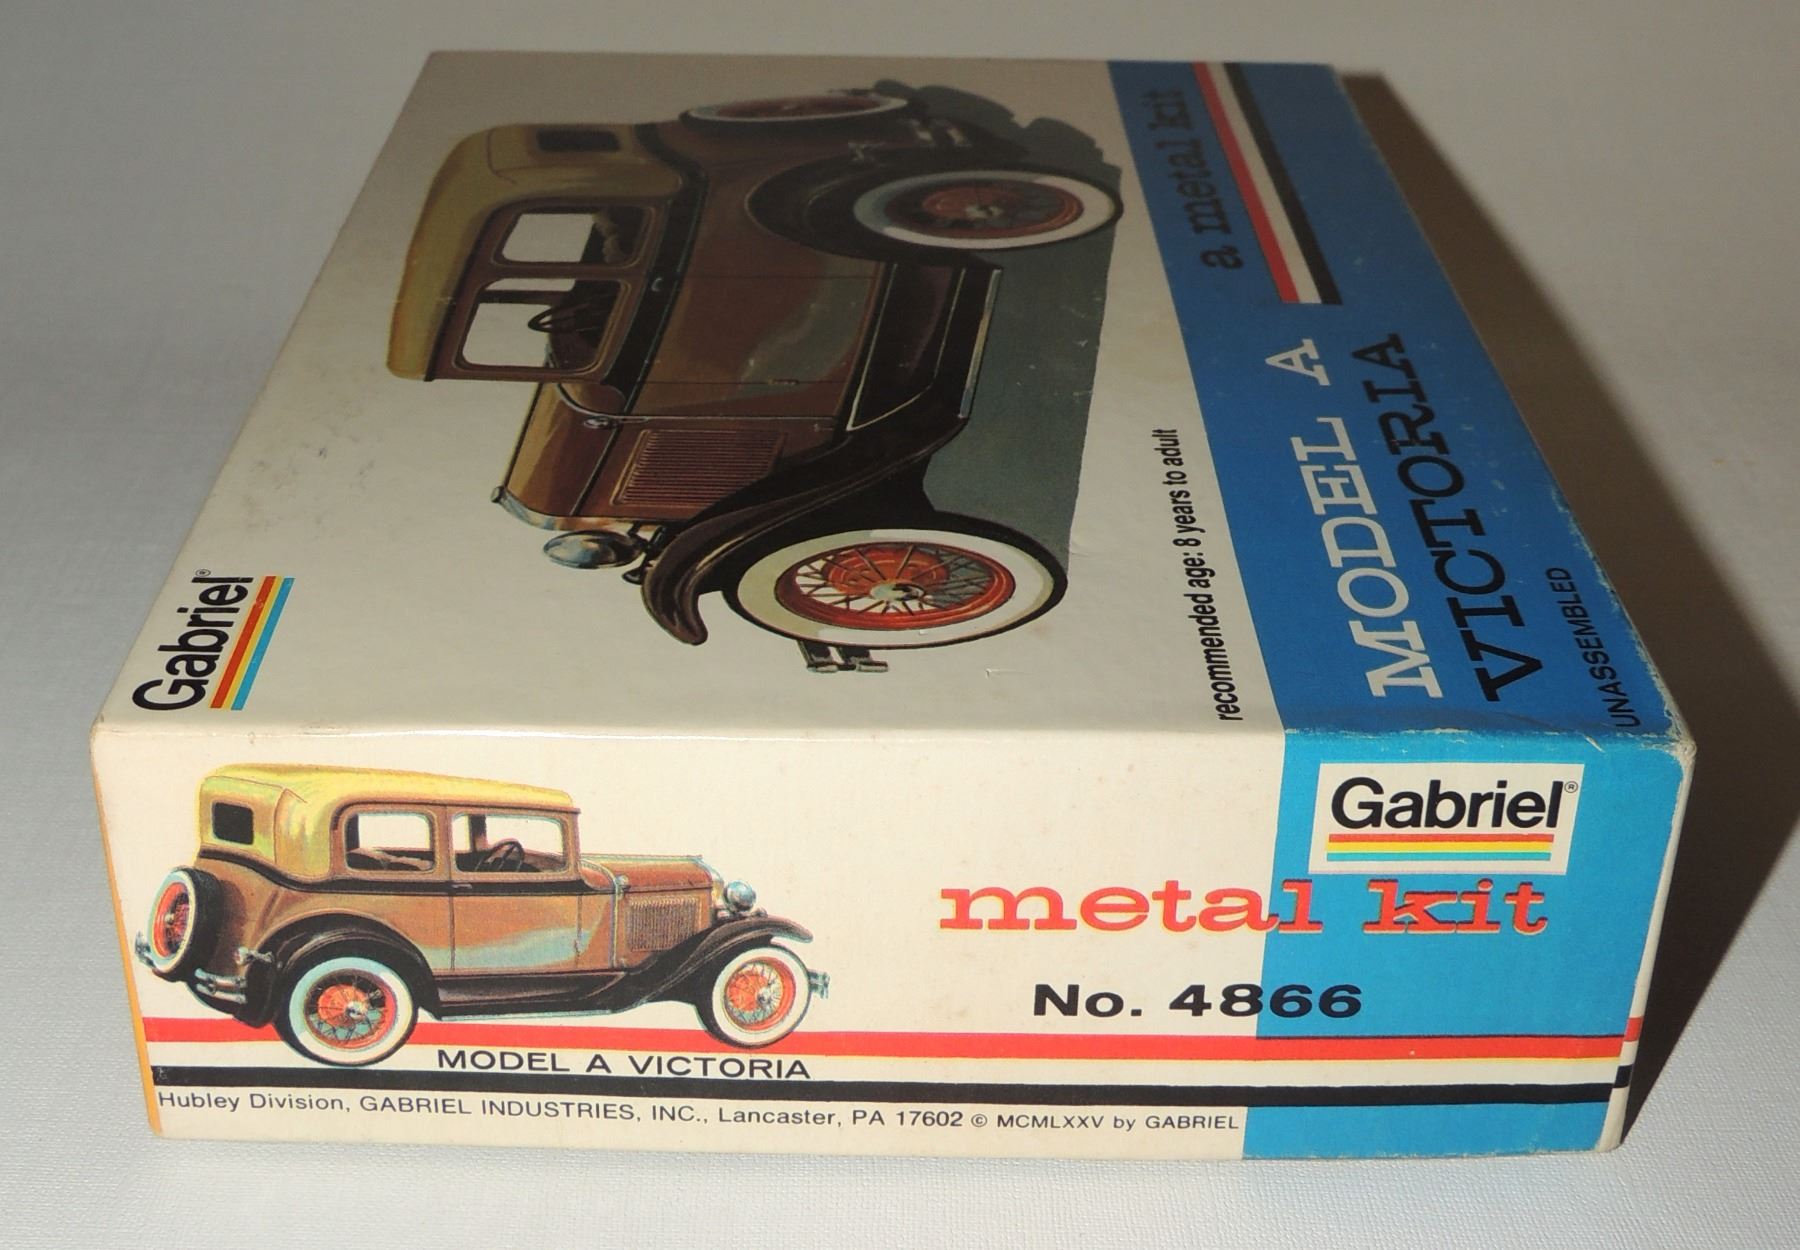 Gabriel®
a metal kit
MODEL A
VICTORIA
UNASSEMBLED
recommended age: 8 years to adult
Gabriel®
metal kit
No. 4866
MODEL A VICTORIA
Hubley Division, GABRIEL INDUSTRIES, INC., Lancaster, PA 17602 © MCMLXXV by GABRIEL